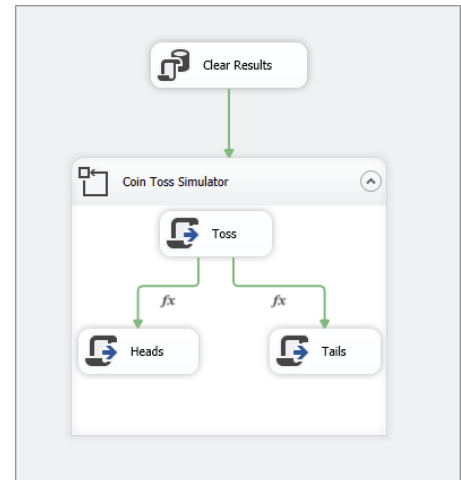 Clear Results
Coin Toss Simulator
Toss
fx
fx
Heads
Tails